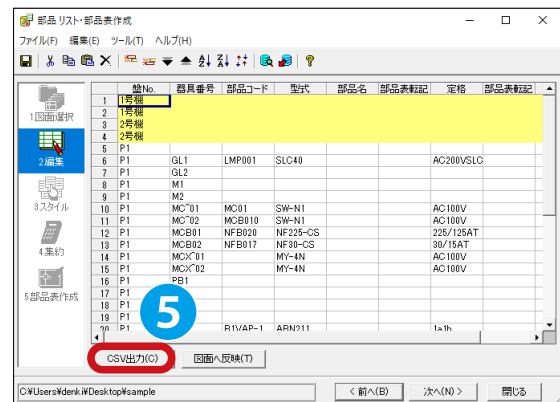 部品リスト・部品表作成
ファイル(F) 編集(E) ツール(T) ヘルプ(H)
盤No. 器具番号 部品コード 型式 部品名 部品表転記 定格 部品表転記
1 1号棚
2 1号棚
3 2号棚
4 2号棚
5 P1
6 P1 GL1 LMP001 SLC40 AC200VSLC
7 P1 GL2
8 P1 M1
9 P1 M2
10 P1 MC^01 MC01 SW-N1 AC100V
11 P1 MC^02 MCB010 SW-N1 AC100V
12 P1 MCB01 NFB020 NF225-CS 225/125AT
13 P1 MCB02 NFB017 NF30-CS 30/15AT
14 P1 MCX^01 MY-4N AC100V
15 P1 MCX^02 MY-4N AC100V
16 P1 PB1
17 P1
18 P1
19 P1
20 P1 B1VAP-1 ABN211 1a1b
1.図面選択
2.編集
3.スタイル
4.集約
5.部品表作成
5
CSV出力(C) 図面へ反映(T)
C:¥Users¥denki¥Desktop¥sample < 前へ(B) 次へ(N) > 閉じる